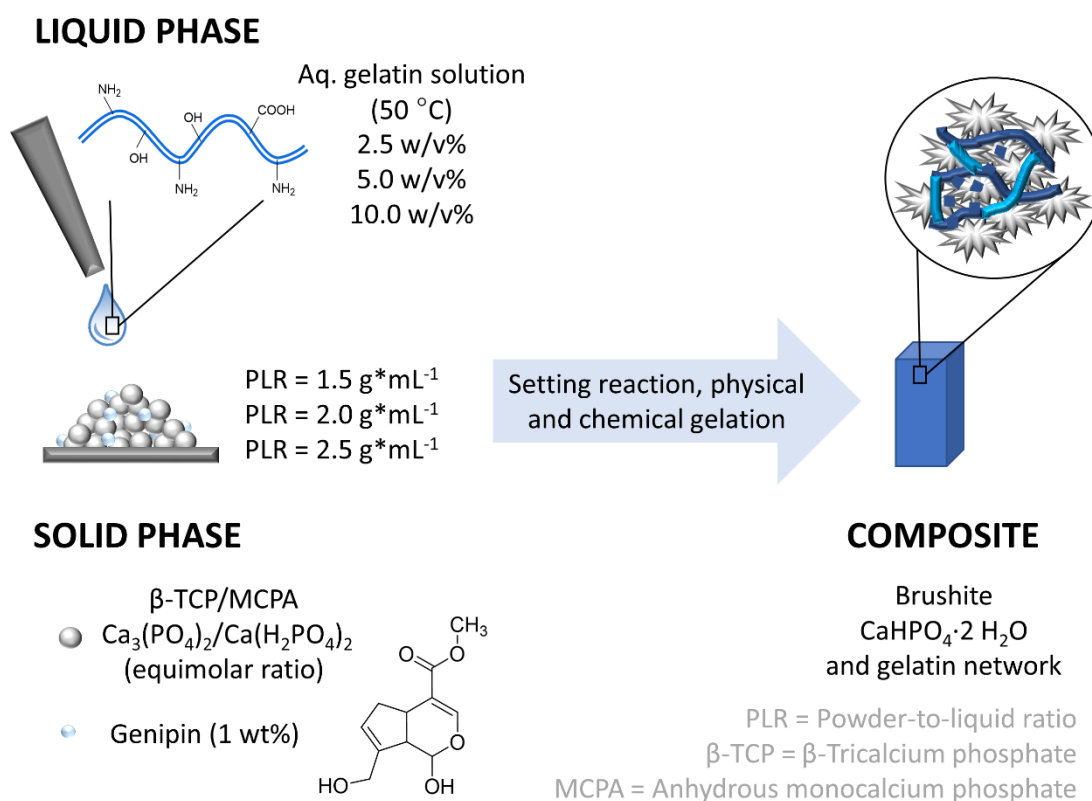 LIQUID PHASE
NH₂
OH
OH
NH₂
COOH
NH₂
Aq. gelatin solution
(50 °C)
2.5 w/v%
5.0 w/v%
10.0 w/v%
PLR = 1.5 g*mL⁻¹
PLR = 2.0 g*mL⁻¹
PLR = 2.5 g*mL⁻¹
Setting reaction, physical
and chemical gelation
SOLID PHASE
β-TCP/MCPA
Ca₃(PO₄)₂/Ca(H₂PO₄)₂
(equimolar ratio)
Genipin (1 wt%)
CH₃
O
O
O
HO
OH
COMPOSITE
Brushite
CaHPO₄·2 H₂O
and gelatin network
PLR = Powder-to-liquid ratio
β-TCP = β-Tricalcium phosphate
MCPA = Anhydrous monocalcium phosphate